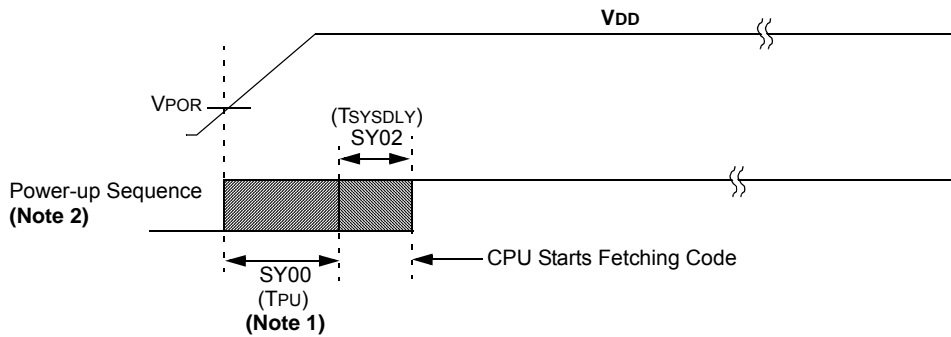 VDD
VPOR
(TSYSDLY)
SY02
Power-up Sequence
(Note 2)
CPU Starts Fetching Code
SY00
(TPU)
(Note 1)